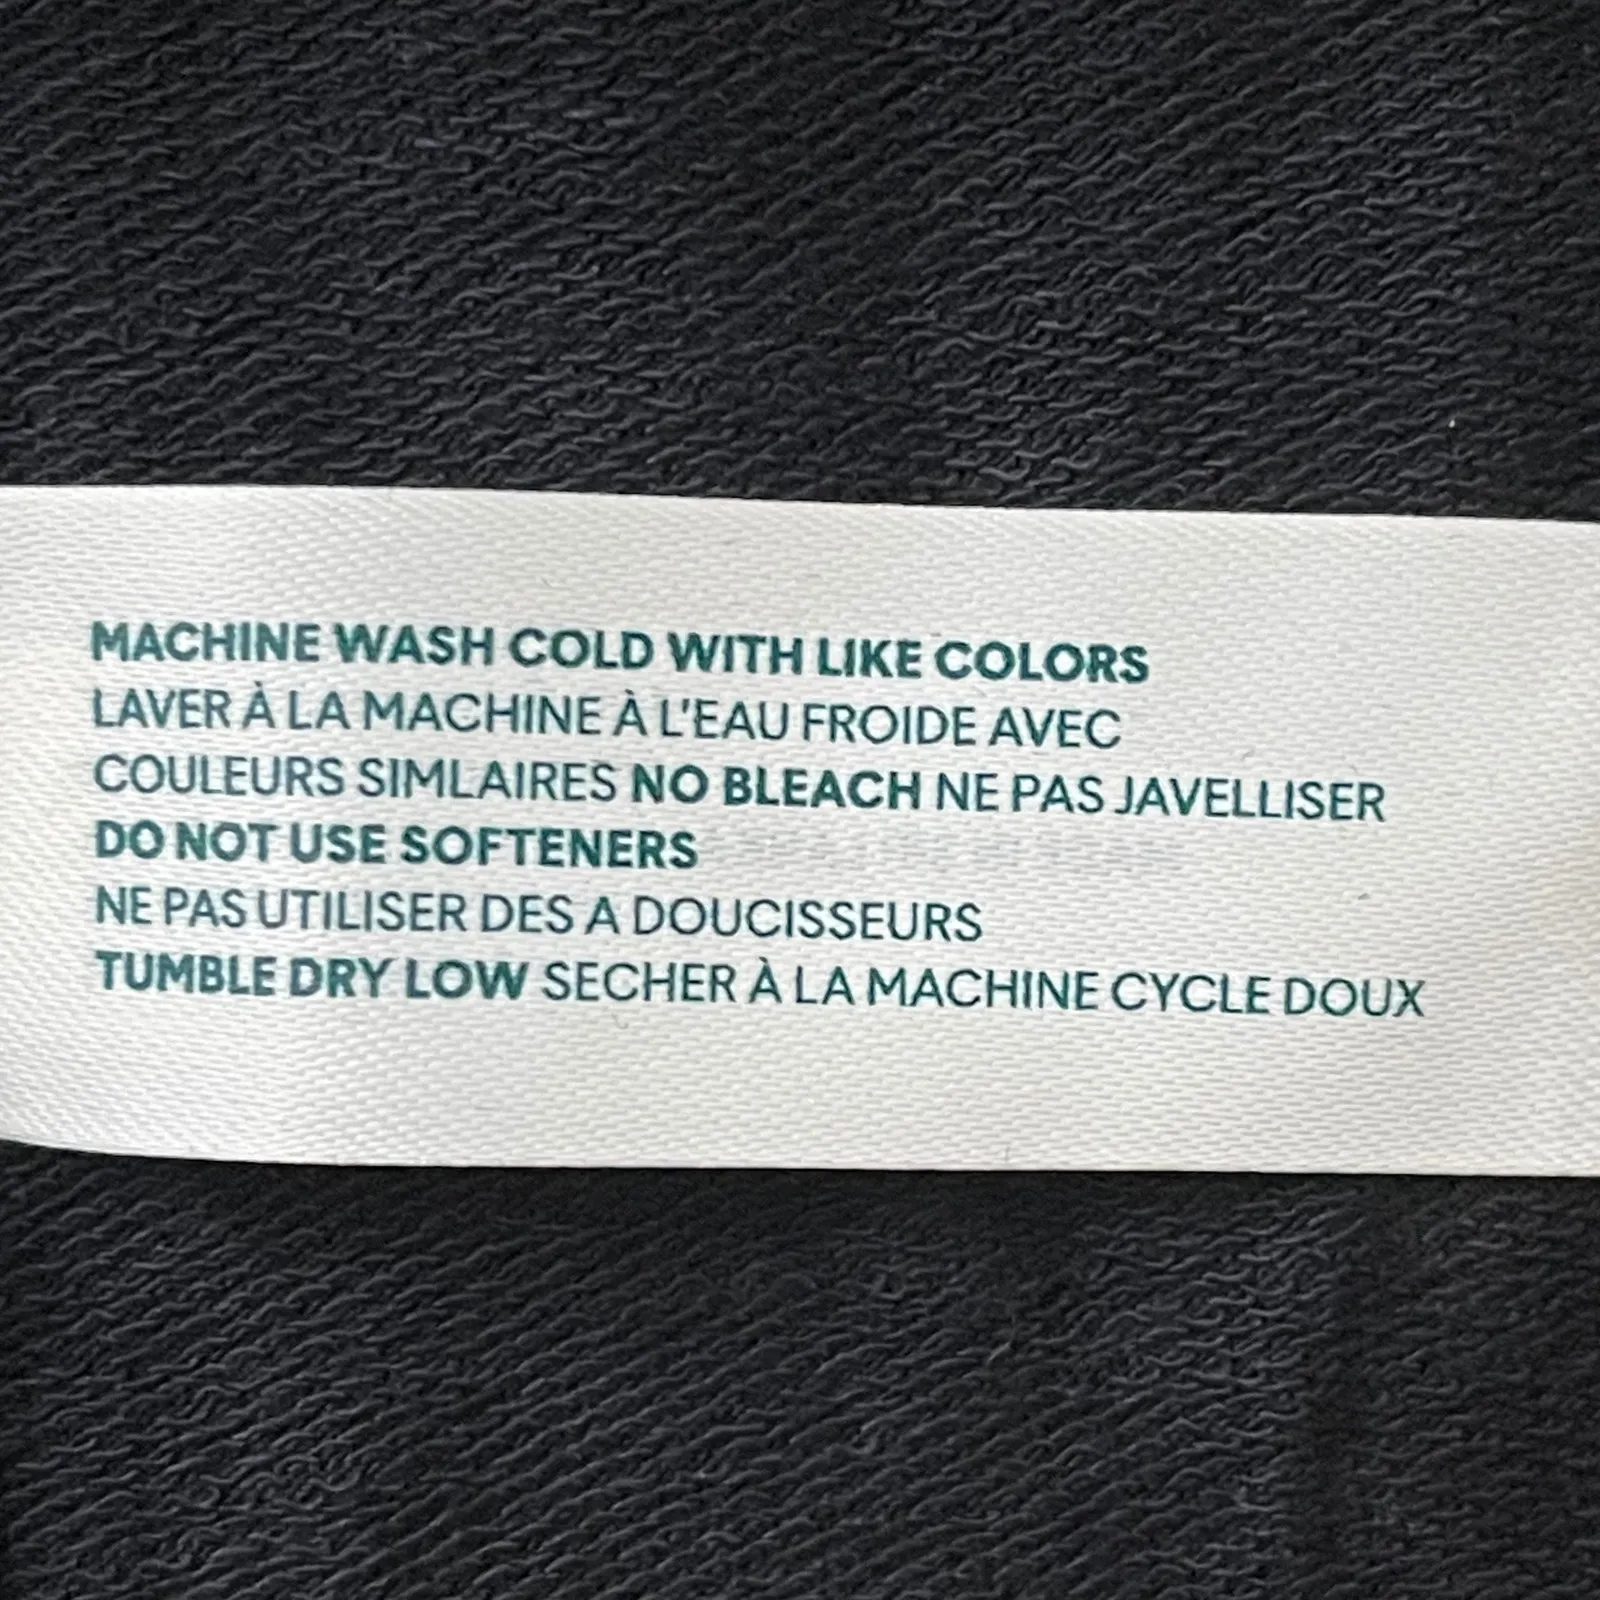 MACHINE WASH COLD WITH LIKE COLORS
LAVER À LA MACHINE À L'EAU FROIDE AVEC
COULEURS SIMLAIRES NO BLEACH NE PAS JAVELLISER
DO NOT USE SOFTENERS
NE PAS UTILISER DES A DOUCISSEURS
TUMBLE DRY LOW SECHER À LA MACHINE CYCLE DOUX